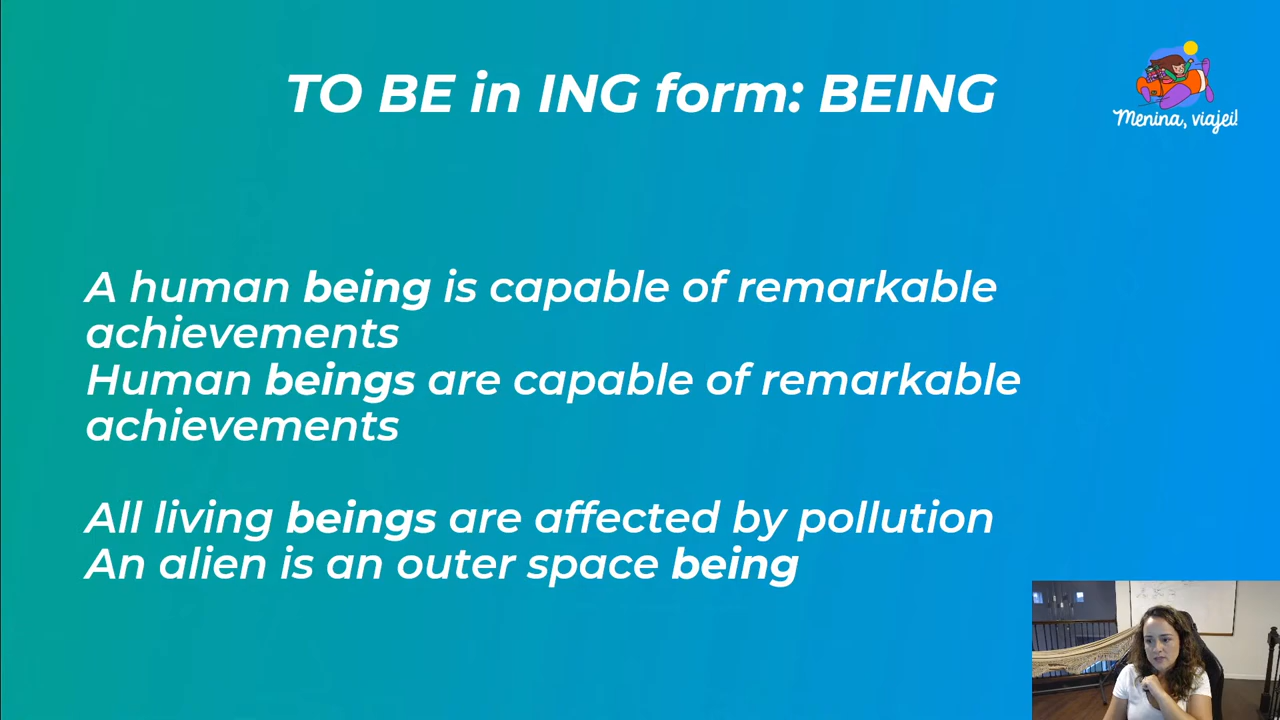 TO BE in ING form: BEING
Menina, viajei!
A human being is capable of remarkable
achievements
Human beings are capable of remarkable
achievements
All living beings are affected by pollution
An alien is an outer space being